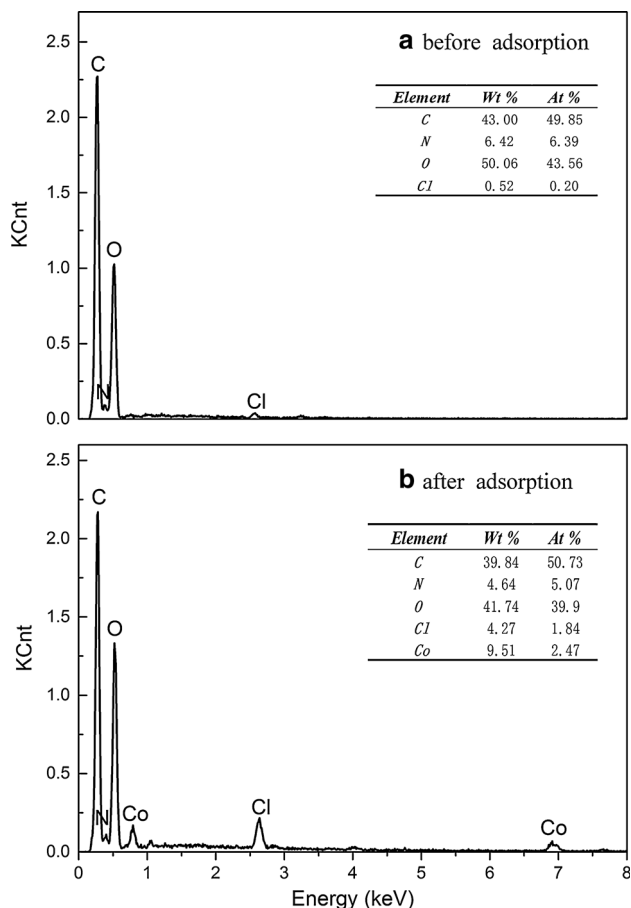 a before adsorption
Element Wt % At %
C 43.00 49.85
N 6.42 6.39
O 50.06 43.56
Cl 0.52 0.20
KCnt
2.5
2.0
1.5
1.0
0.5
0.0
C
O
N
Cl
b after adsorption
Element Wt % At %
C 39.84 50.73
N 4.64 5.07
O 41.74 39.9
Cl 4.27 1.84
Co 9.51 2.47
KCnt
2.5
2.0
1.5
1.0
0.5
0.0
C
O
N
Co
Cl
Co
0 1 2 3 4 5 6 7 8
Energy (keV)